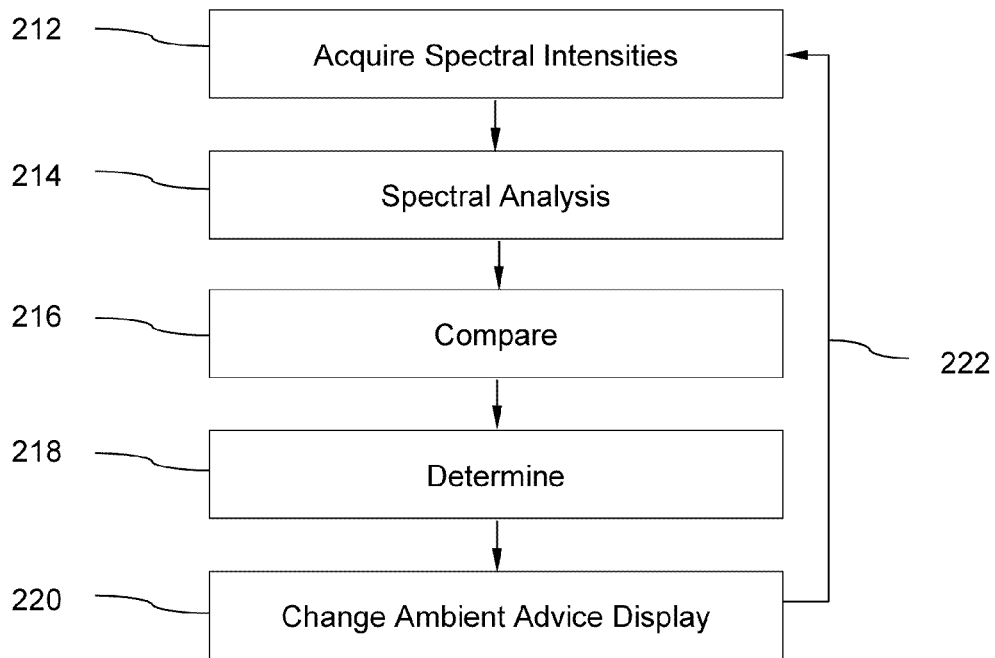 212
Acquire Spectral Intensities
214
Spectral Analysis
216
Compare
222
218
Determine
220
Change Ambient Advice Display